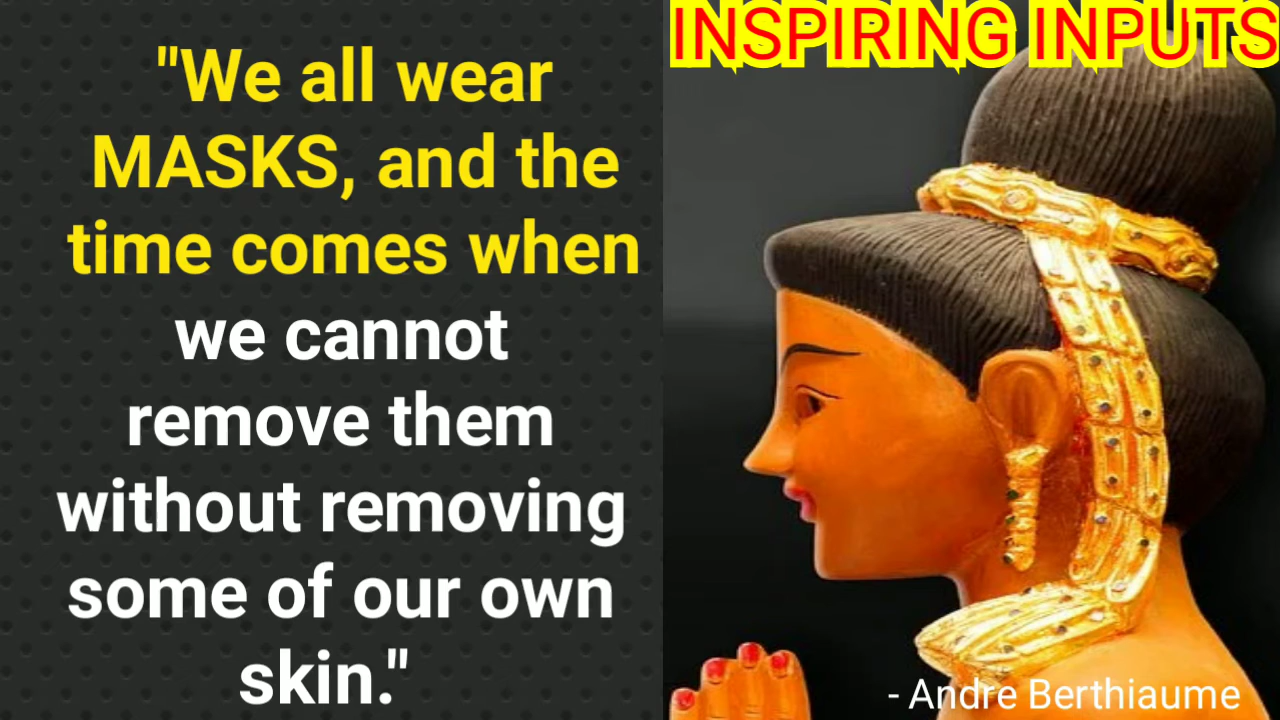 INSPIRING INPUTS
"We all wear
MASKS, and the
time comes when
we cannot
remove them
without removing
some of our own
skin."
- Andre Berthiaume